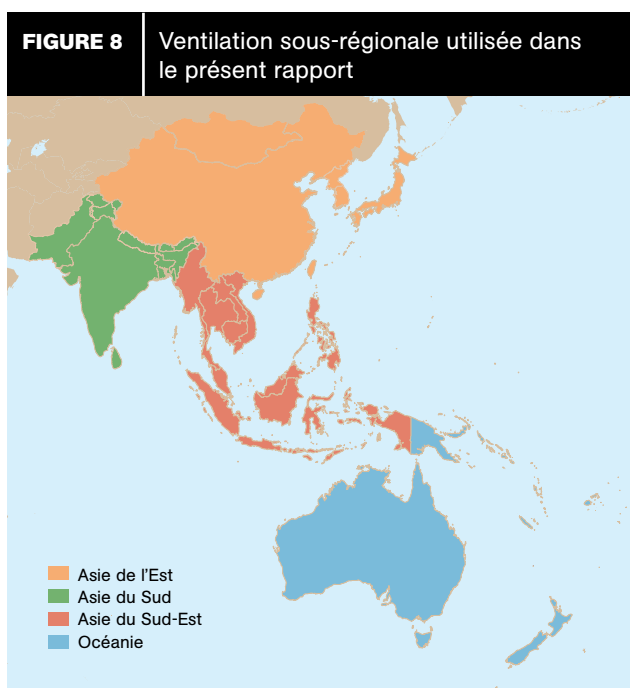 FIGURE 8
Ventilation sous-régionale utilisée dans
le présent rapport
Asie de l'Est
Asie du Sud
Asie du Sud-Est
Océanie